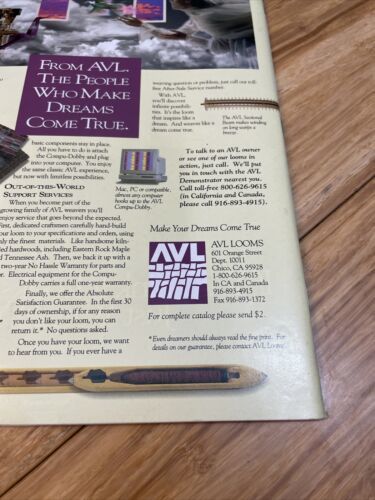 FROM AVL.
THE PEOPLE
WHO MAKE
DREAMS
COME TRUE.
basic components stay in place.
All you have to do is attach
the Compu-Dobby and plug
into your computer. You enjoy
the same classic AVL experience,
but now with limitless possibilities.
OUT-OF-THIS-WORLD
SUPPORT SERVICES
When you become part of the
growing family of AVL weavers you'll
enjoy service that goes beyond the expected.
First, dedicated craftsmen carefully hand-build
your loom to your specifications and orders, using
only the finest materials. Like handsome kiln-
dried hardwoods, including Eastern Rock Maple
and Tennessee Ash. Then, we back it up with a
two-year No Hassle Warranty for parts and
labor. Electrical equipment for the Compu-
Dobby carries a full one-year warranty.
Finally, we offer the Absolute
Satisfaction Guarantee. In the first 30
days of ownership, if for any reason
you don't like your loom, you can
return it.* No questions asked.
Once you have your loom, we want
to hear from you. If you ever have a
weaving question or problem, just call our toll-
free After-Sale Service number.
With AVL,
you'll discover
infinite possibili-
ties. It's the loom
that inspires like a
dream. And weaves like a
dream come true.
The AVL Sectional
Beam makes winding
on long warps a
breeze.
Mac, PC or compatible,
almost any computer
hooks up to the AVL
Compu-Dobby.
To talk to an AVL owner
or see one of our looms in
action, just call. We'll put
you in touch with the AVL
Demonstrator nearest you.
Call toll-free 800-626-9615
(in California and Canada,
please call 916-893-4915).
Make Your Dreams Come True
AVL
AVL LOOMS
601 Orange Street
Dept. 10011
Chico, CA 95928
1-800-626-9615
In CA and Canada
916-893-4915
Fax 916-893-1372
For complete catalog please send $2.
* Even dreamers should always read the fine print. For
details on our guarantee, please contact AVL Looms.